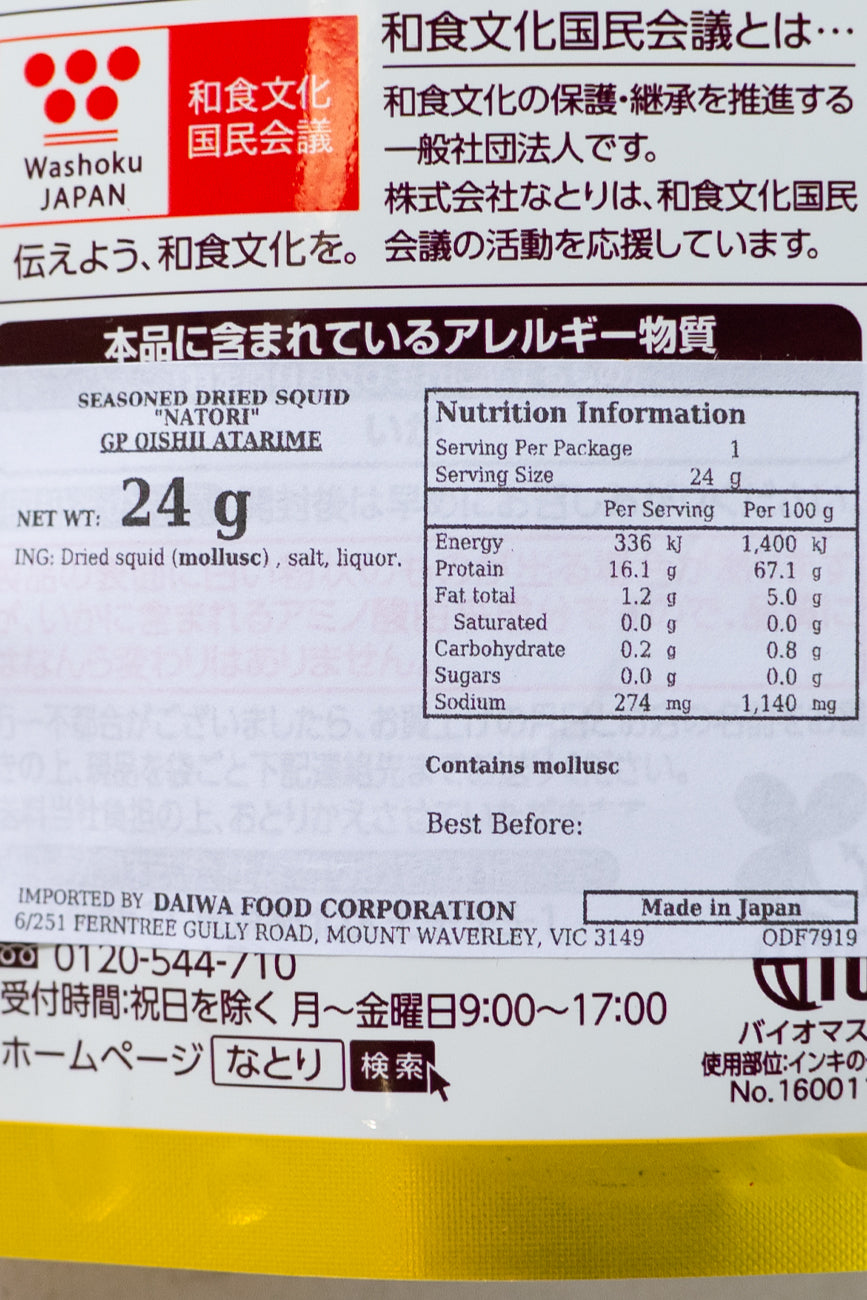 和食文化国民会議とは…
Washoku
JAPAN
和食文化
国民会議
和食文化の保護・継承を推進する
一般社団法人です。
株式会社なとりは、和食文化国民
会議の活動を応援しています。
伝えよう、和食文化を。
本品に含まれているアレルギー物質
SEASONED DRIED SQUID
"NATORI"
GP OISHII ATARIME
NET WT: 24 g
ING: Dried squid (mollusc) , salt, liquor.
Nutrition Information
Serving Per Package 1
Serving Size 24 g
Per Serving Per 100 g
Energy 336 kJ 1,400 kJ
Protein 16.1 g 67.1 g
Fat total 1.2 g 5.0 g
Saturated 0.0 g 0.0 g
Carbohydrate 0.2 g 0.8 g
Sugars 0.0 g 0.0 g
Sodium 274 mg 1,140 mg
Contains mollusc
Best Before:
IMPORTED BY DAIWA FOOD CORPORATION
6/251 FERNTREE GULLY ROAD, MOUNT WAVERLEY, VIC 3149
Made in Japan
ODF7919
0120-544-710
受付時間:祝日を除く 月～金曜日9:00～17:00
ホームページ なとり 検索
バイオマス
使用部位:インキの
No.160011